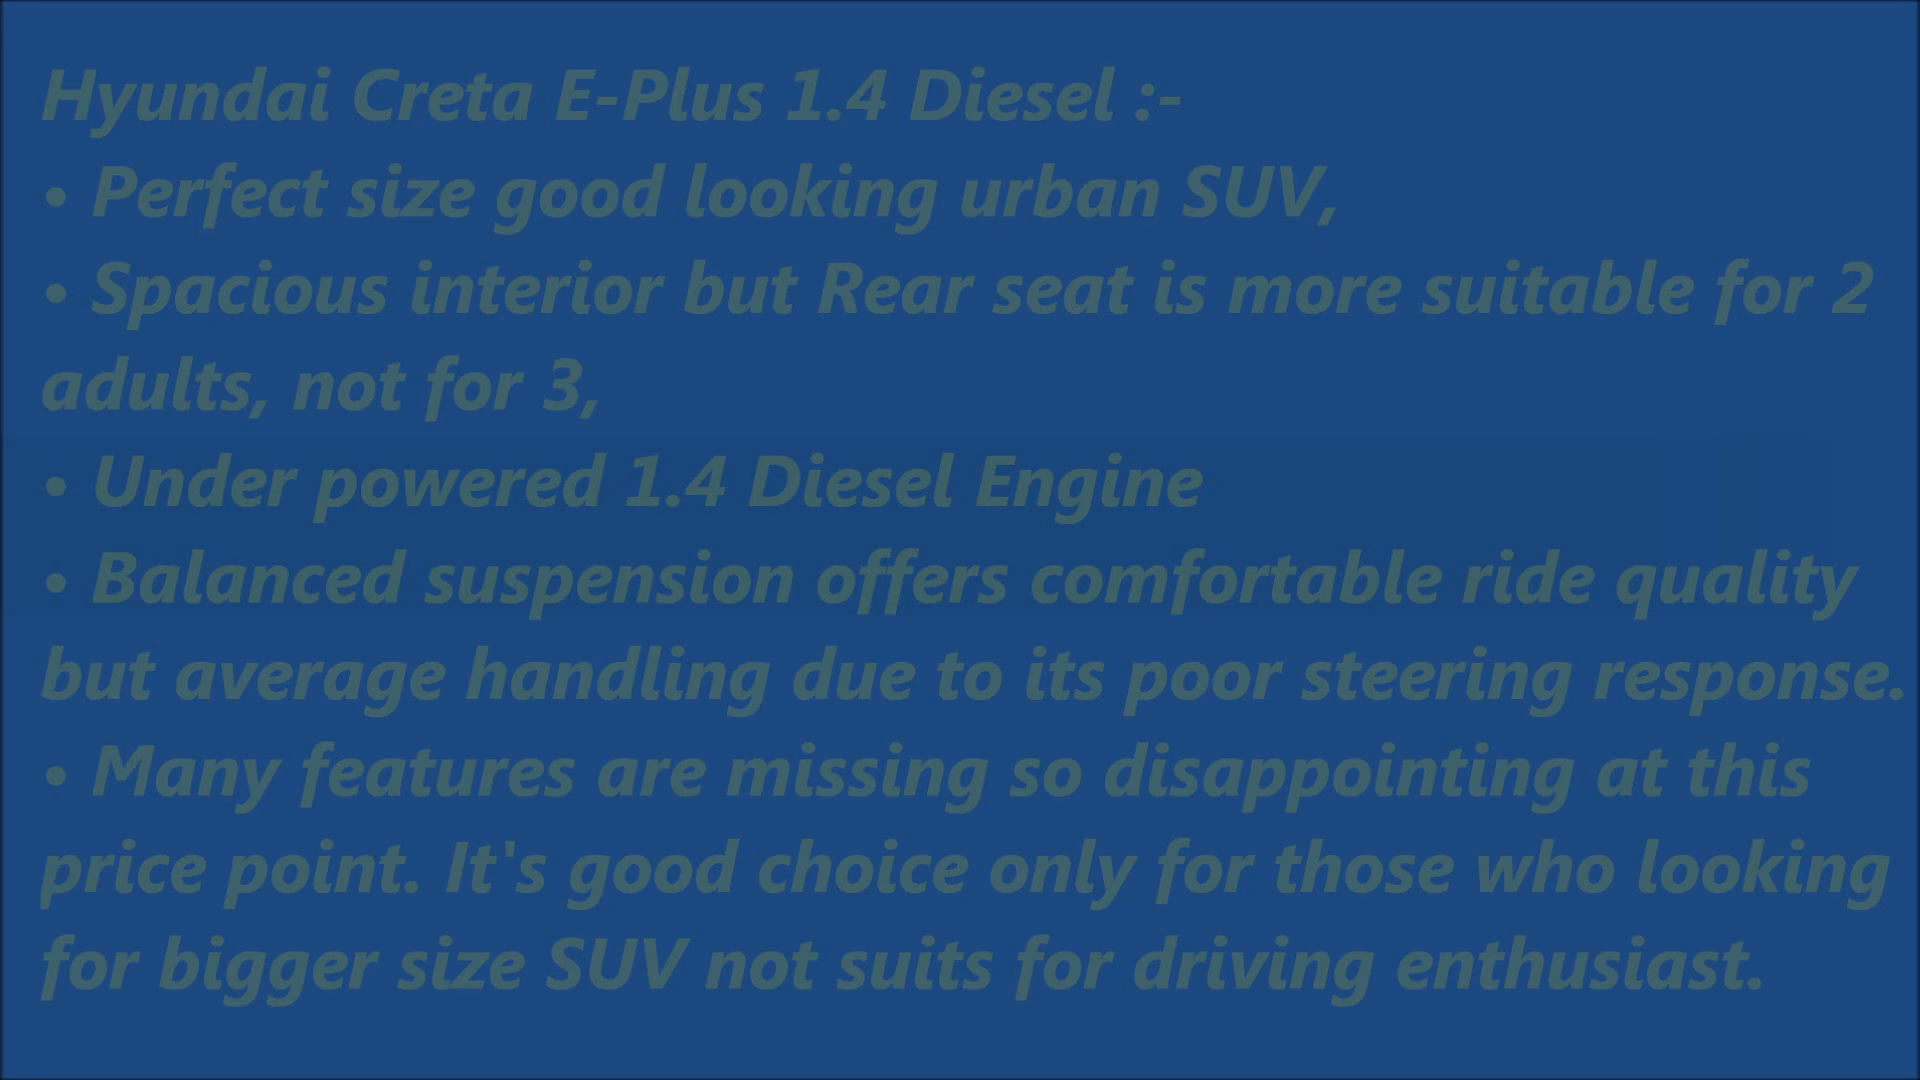 Hyundai Creta E-Plus 1.4 Diesel :-
• Perfect size good looking urban SUV,
• Spacious interior but Rear seat is more suitable for 2
adults, not for 3,
• Under powered 1.4 Diesel Engine
• Balanced suspension offers comfortable ride quality
but average handling due to its poor steering response.
• Many features are missing so disappointing at this
price point. It's good choice only for those who looking
for bigger size SUV not suits for driving enthusiast.